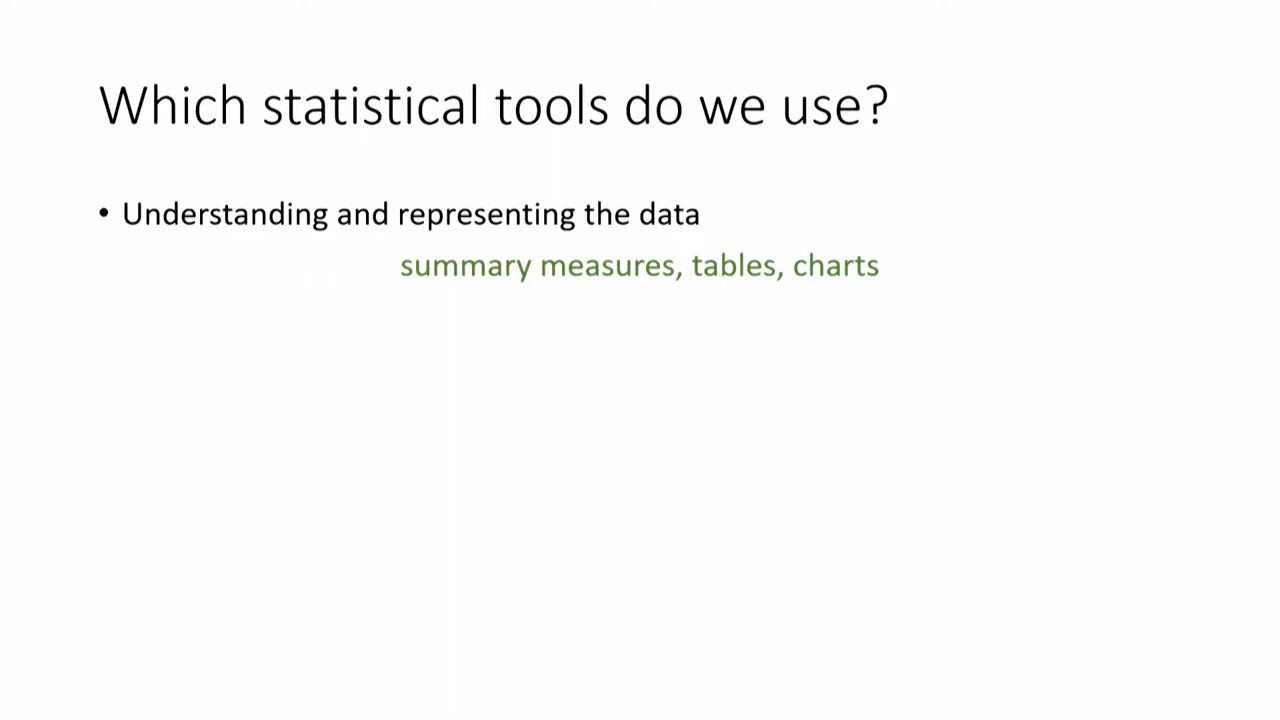 Which statistical tools do we use?
• Understanding and representing the data
summary measures, tables, charts